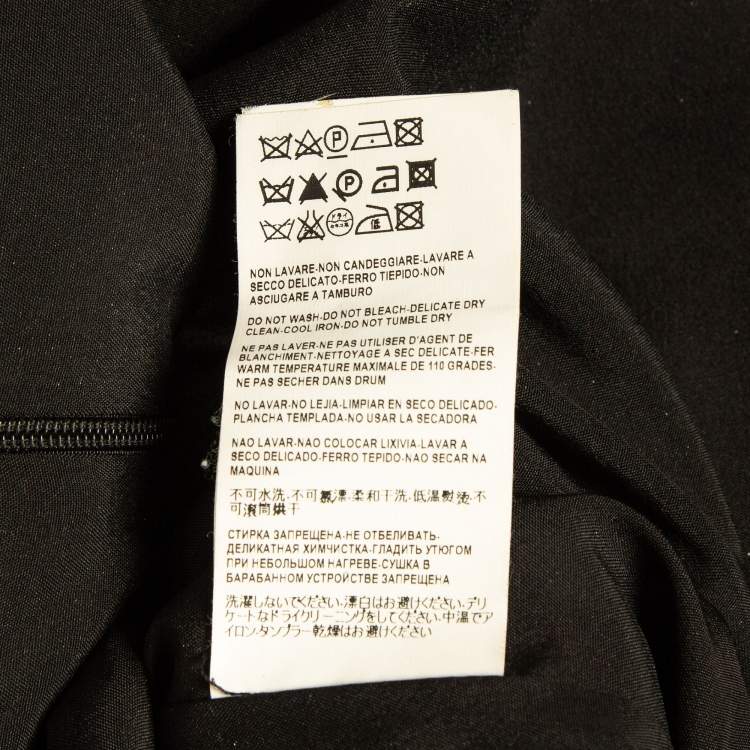 P
P
ドライ
低
NON LAVARE-NON CANDEGGIARE-LAVARE A
SECCO DELICATO-FERRO TIEPIDO-NON
ASCIUGARE A TAMBURO
DO NOT WASH-DO NOT BLEACH-DELICATE DRY
CLEAN-COOL IRON-DO NOT TUMBLE DRY
NE PAS LAVER-NE PAS UTILISER D'AGENT DE
BLANCHIMENT-NETTOYAGE A SEC DELICATE-FER
WARM TEMPERATURE MAXIMALE DE 110 GRADES-
NE PAS SECHER DANS DRUM
NO LAVAR-NO LEJIA-LIMPIAR EN SECO DELICADO-
PLANCHA TEMPLADA-NO USAR LA SECADORA
NAO LAVAR-NAO COLOCAR LIXIVIA-LAVAR A
SECO DELICADO-FERRO TEPIDO-NAO SECAR NA
MAQUINA
不可水洗-不可氯漂-柔和干洗-低温熨烫-不
可滚筒烘干
СТИРКА ЗАПРЕЩЕНА-НЕ ОТБЕЛИВАТЬ-
ДЕЛИКАТНАЯ ХИМЧИСТКА-ГЛАДИТЬ УТЮГОМ
ПРИ НЕБОЛЬШОМ НАГРЕВЕ-СУШКА В
БАРАБАННОМ УСТРОЙСТВЕ ЗАПРЕЩЕНА
洗濯しないでください-漂白はお避けください-デリ
ケートなドライクリーニングをしてください-中温でア
イロン-タンブラー乾燥はお避けください